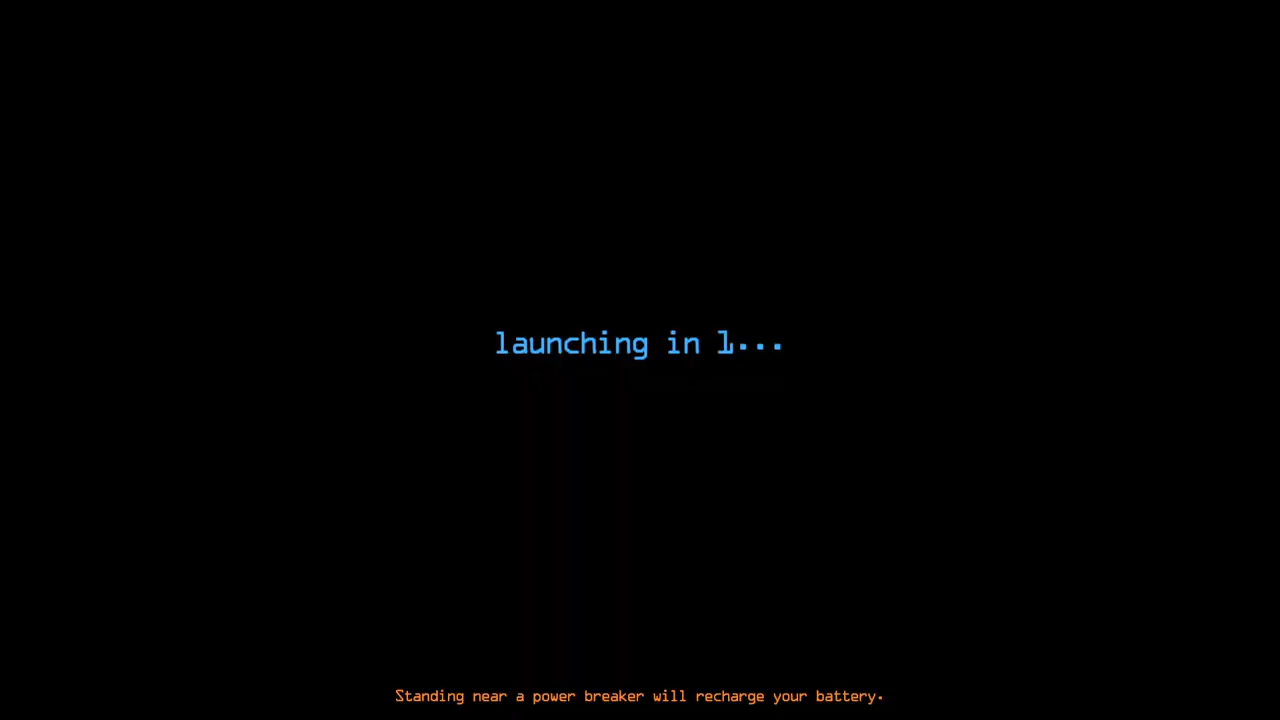 launching in 1...
Standing near a power breaker will recharge your battery.